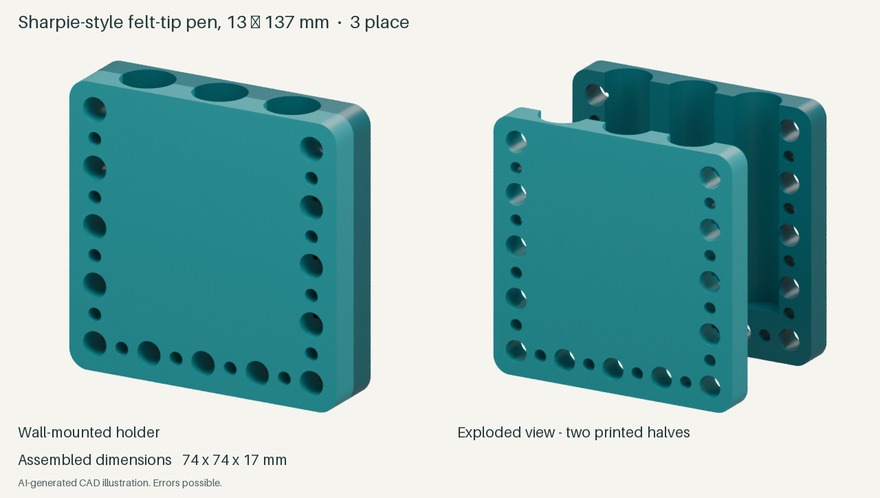 Sharpie-style felt-tip pen, 13 ▯ 137 mm · 3 place
Wall-mounted holder
Exploded view - two printed halves
Assembled dimensions 74 x 74 x 17 mm
AI-generated CAD illustration. Errors possible.